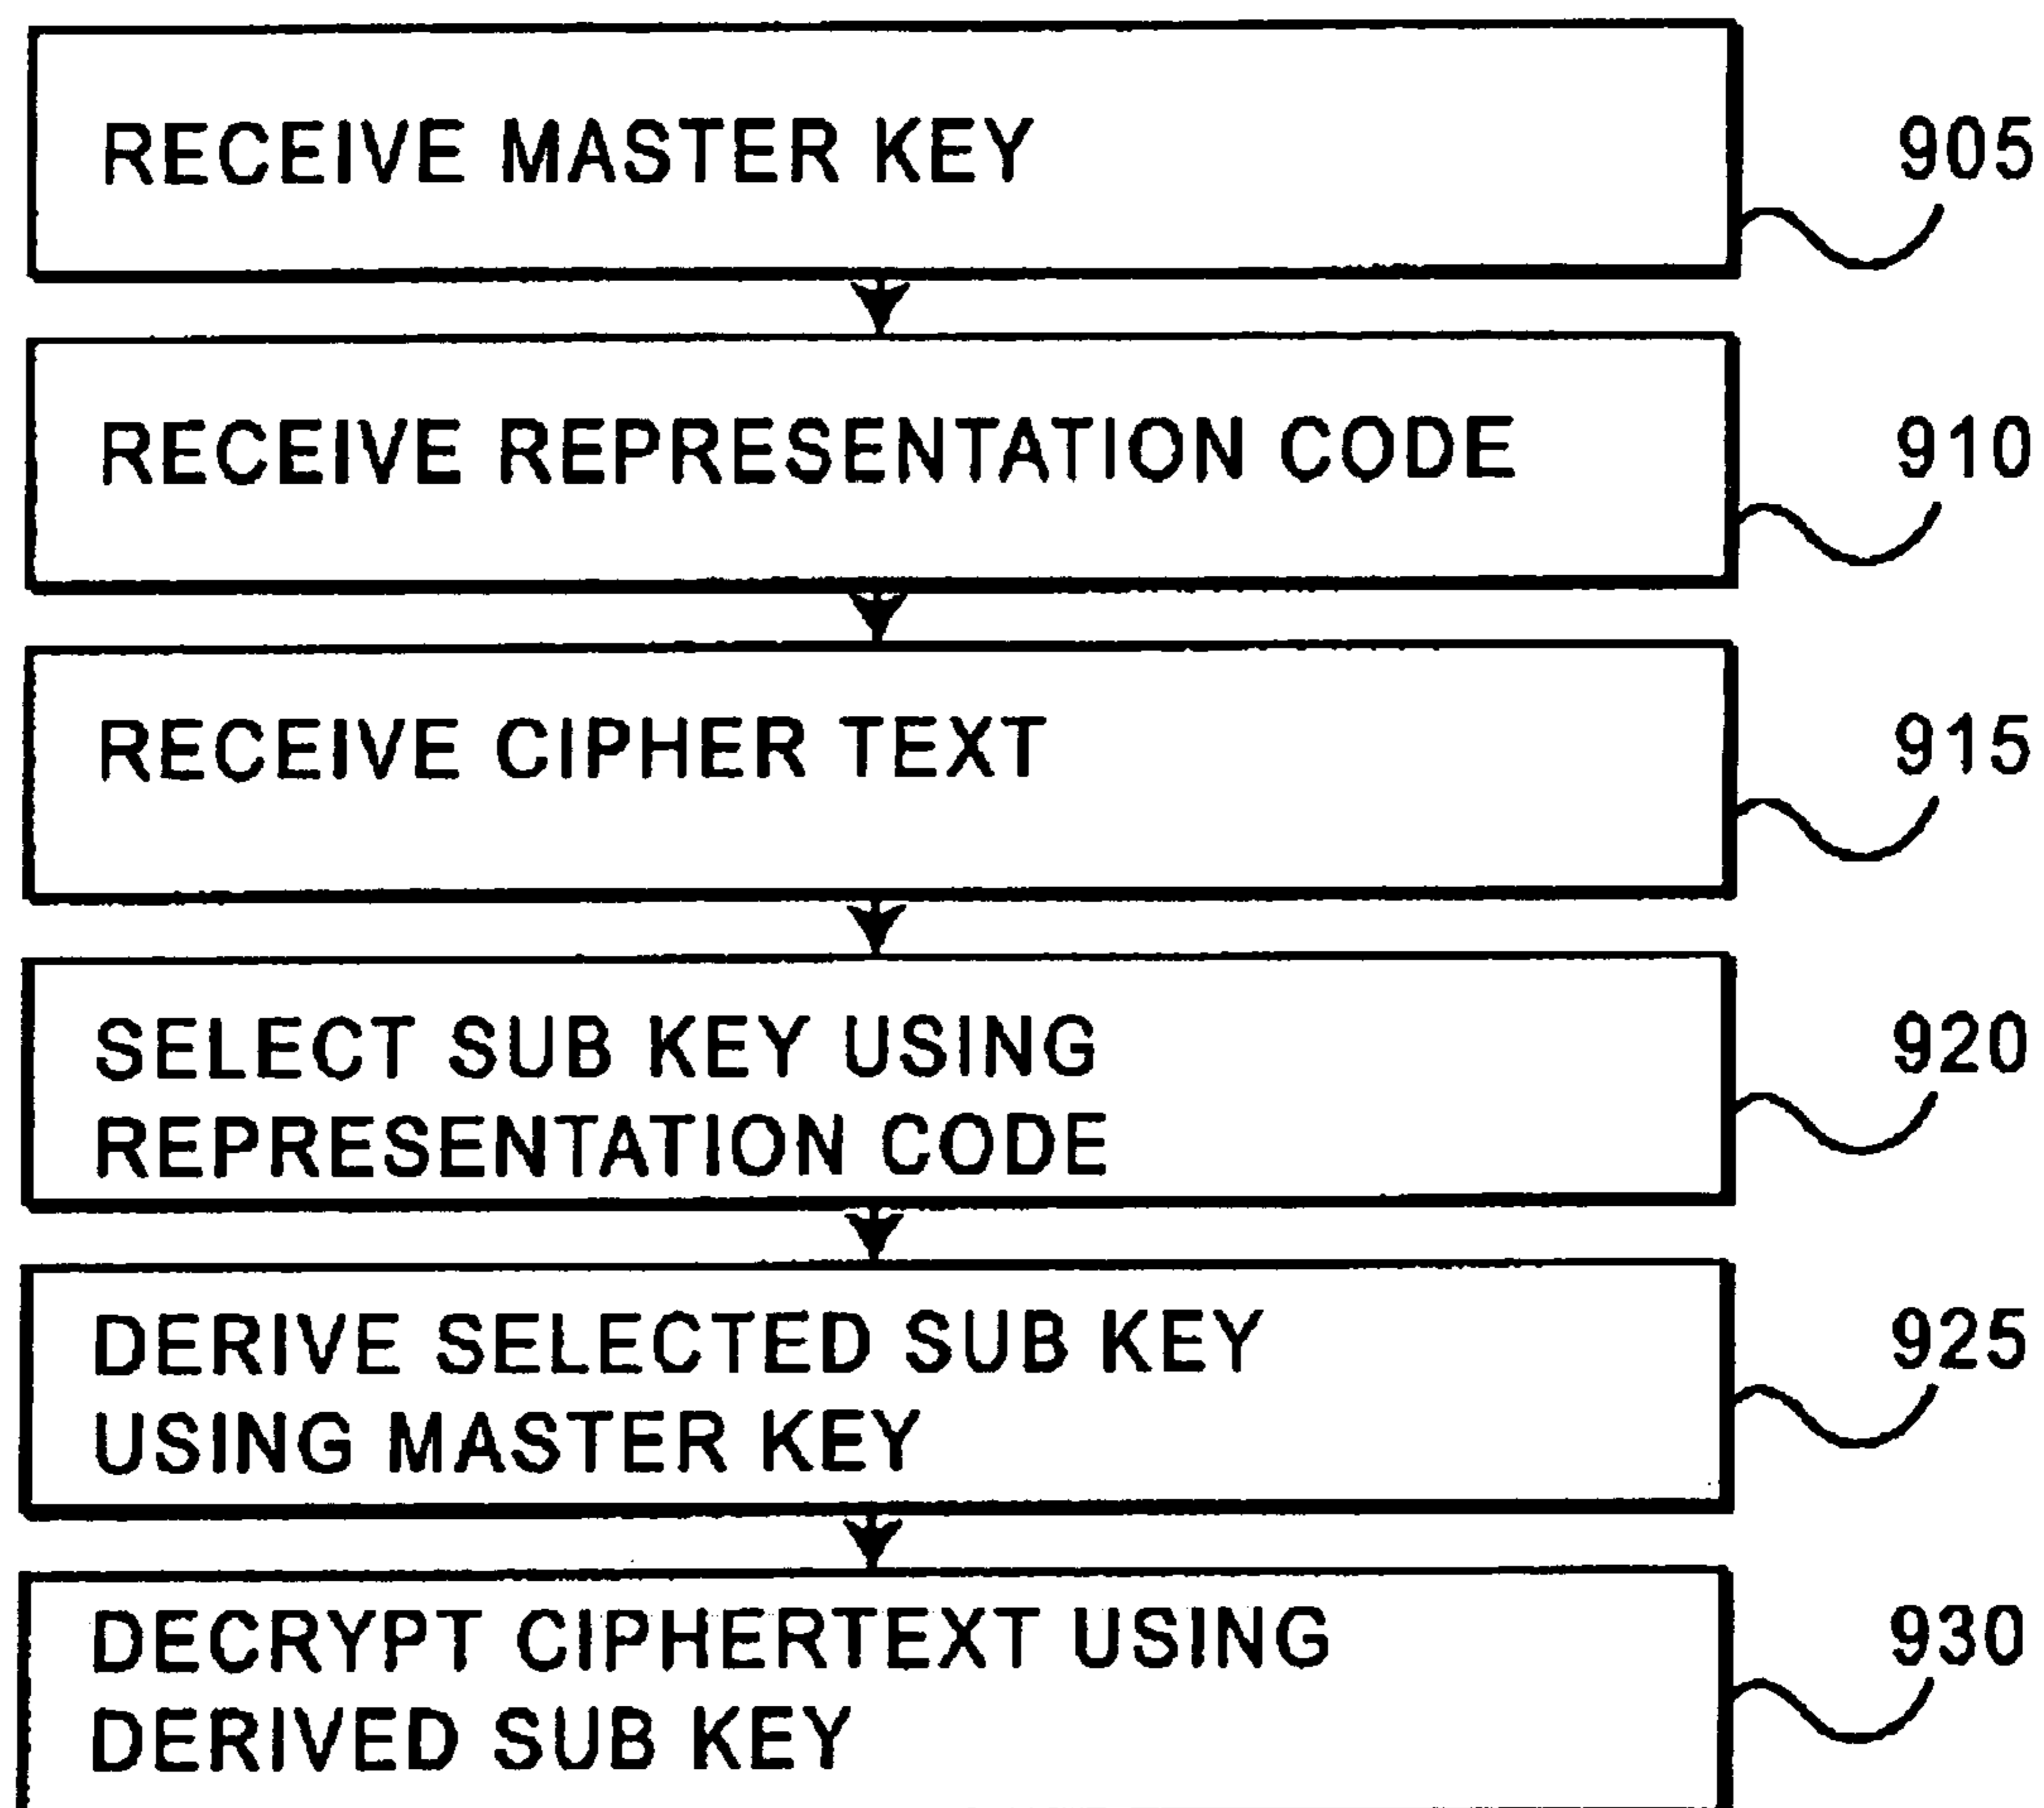 RECEIVE MASTER KEY
905
RECEIVE REPRESENTATION CODE
910
RECEIVE CIPHER TEXT
915
SELECT SUB KEY USING
REPRESENTATION CODE
920
DERIVE SELECTED SUB KEY
USING MASTER KEY
925
DECRYPT CIPHERTEXT USING
DERIVED SUB KEY
930